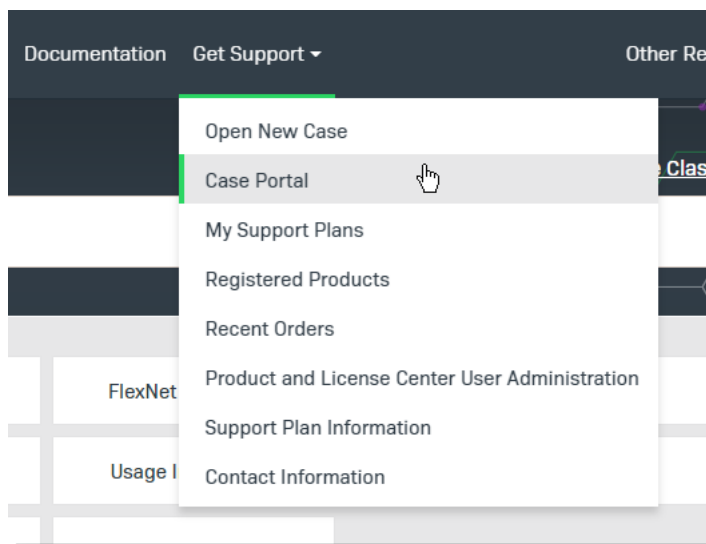 Documentation Get Support Other Re
Open New Case
e Clas
Case Portal
My Support Plans
Registered Products
Recent Orders
Product and License Center User Administration
FlexNet
Support Plan Information
Usage I
Contact Information